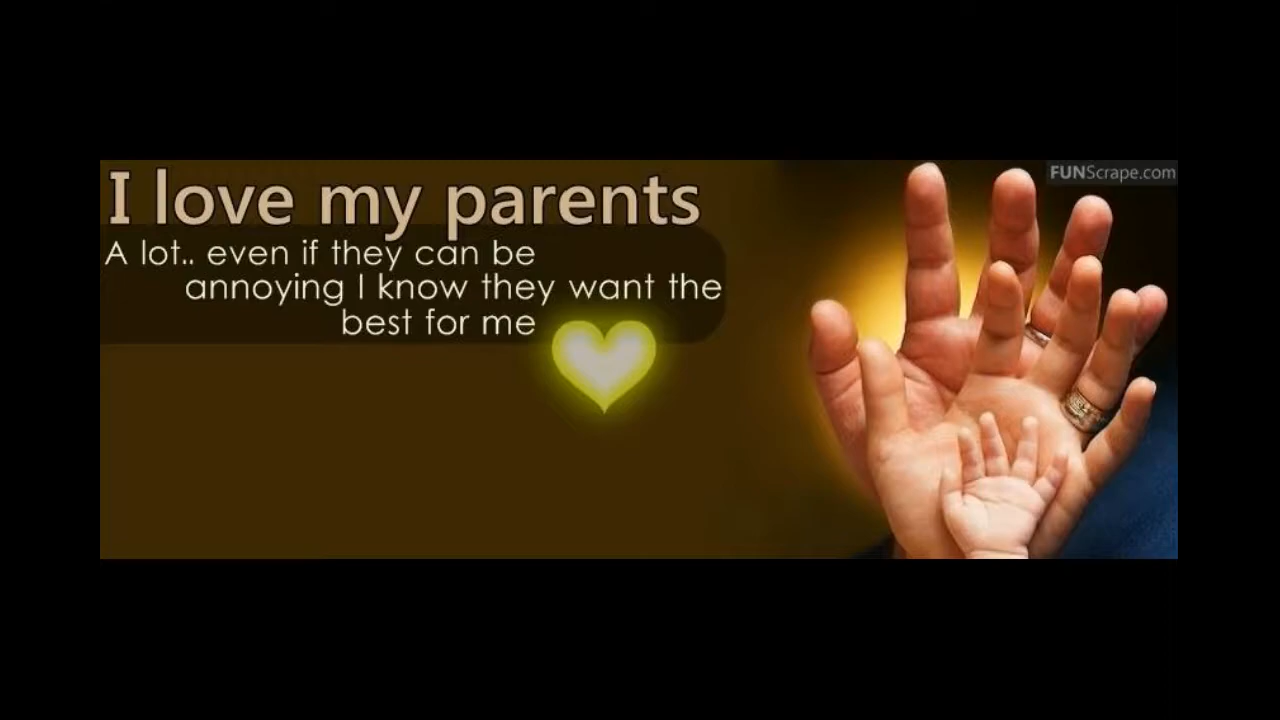 I love my parents
A lot.. even if they can be
annoying I know they want the
best for me
FUNScrape.com